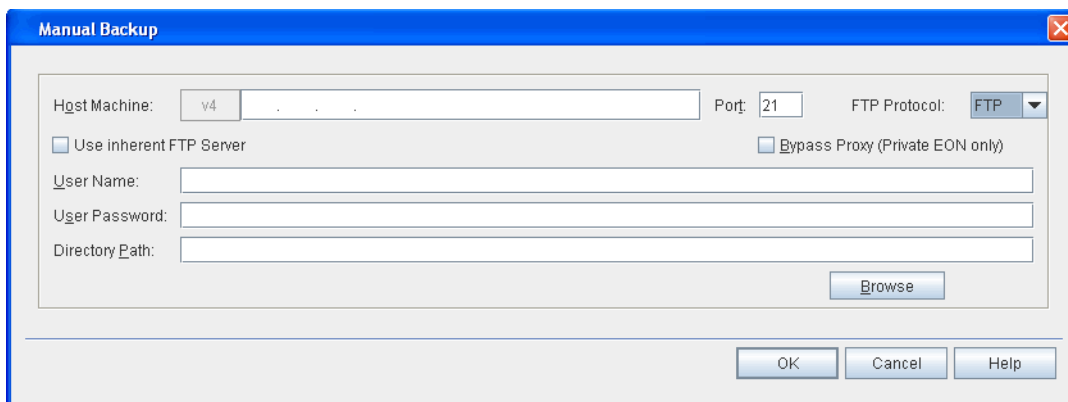 Manual Backup
Host Machine: v4 . . . Port: 21 FTP Protocol: FTP
Use inherent FTP Server Bypass Proxy (Private EON only)
User Name:
User Password:
Directory Path:
Browse
OK Cancel Help